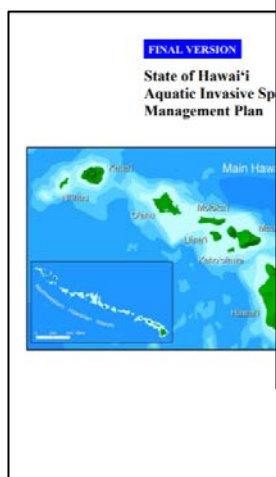 FINAL VERSION
State of Hawai‘i
Aquatic Invasive Sp
Management Plan
Main Haw
Kaua‘i
Ni‘ihau
O‘ahu
Moloka‘i
Mau
Lāna‘i
Kaho‘olawe
Hawai‘i